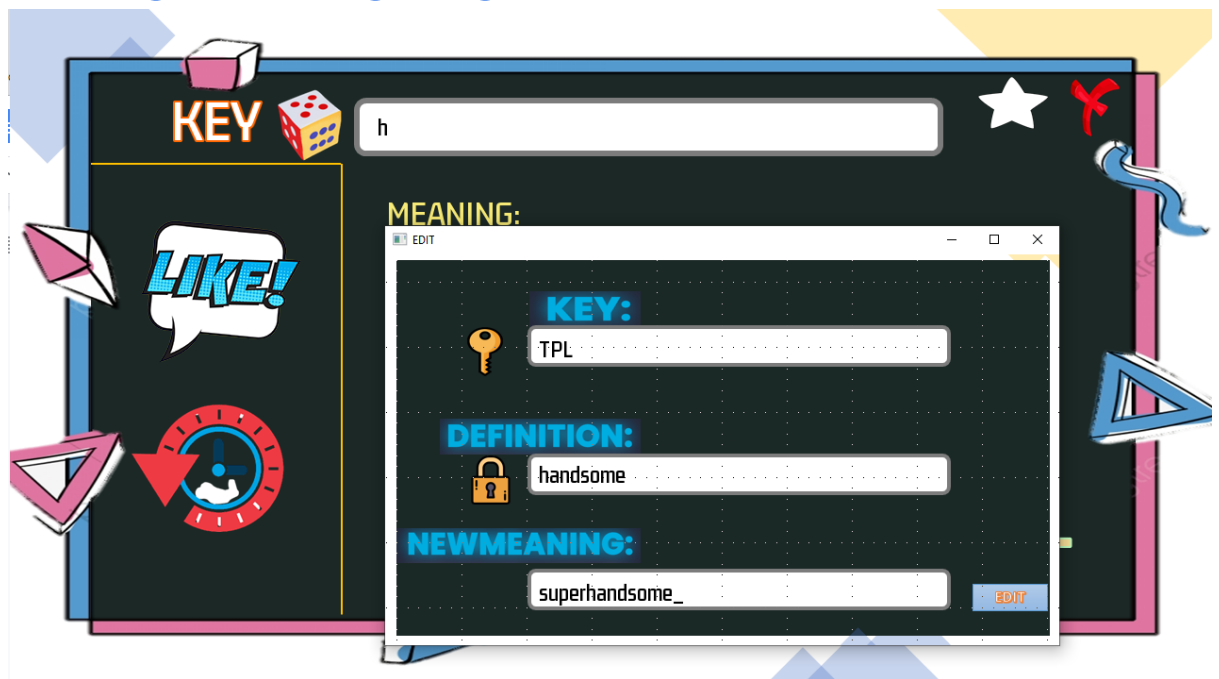 KEY
h
MEANING:
LIKE!
EDIT
KEY:
TPL
DEFINITION:
handsome
NEWMEANING:
superhandsome_
EDIT